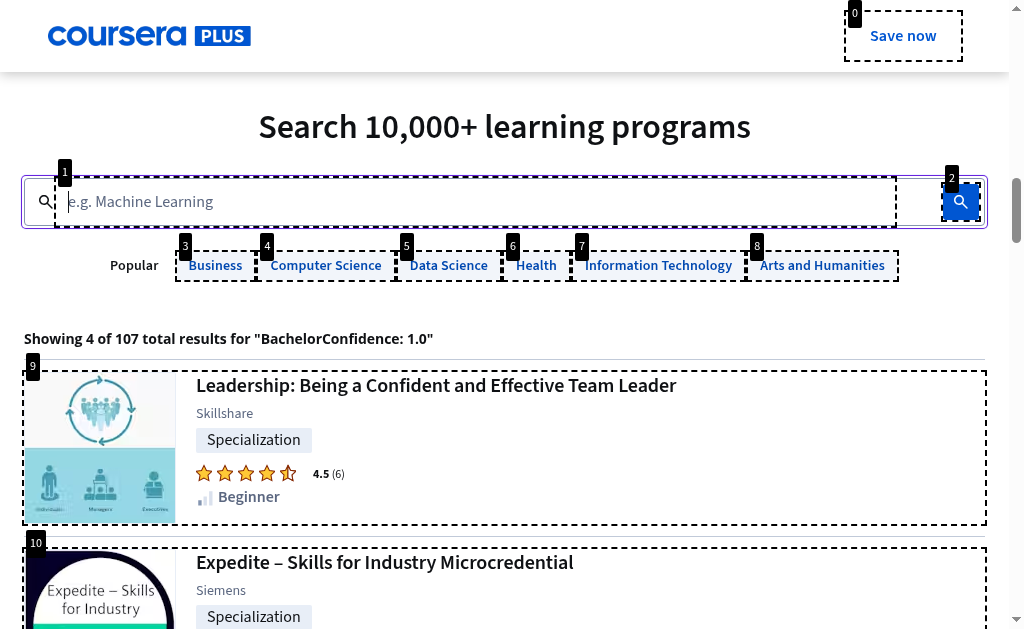 coursera PLUS
0
Save now
Search 10,000+ learning programs
1
e.g. Machine Learning
2
Popular
3
Business
4
Computer Science
5
Data Science
6
Health
7
Information Technology
8
Arts and Humanities
Showing 4 of 107 total results for "BachelorConfidence: 1.0"
9
Leadership: Being a Confident and Effective Team Leader
Skillshare
Specialization
4.5 (6)
Beginner
Individuals Managers Executives
10
Expedite – Skills for Industry Microcredential
Siemens
Specialization
Expedite – Skills
for Industry